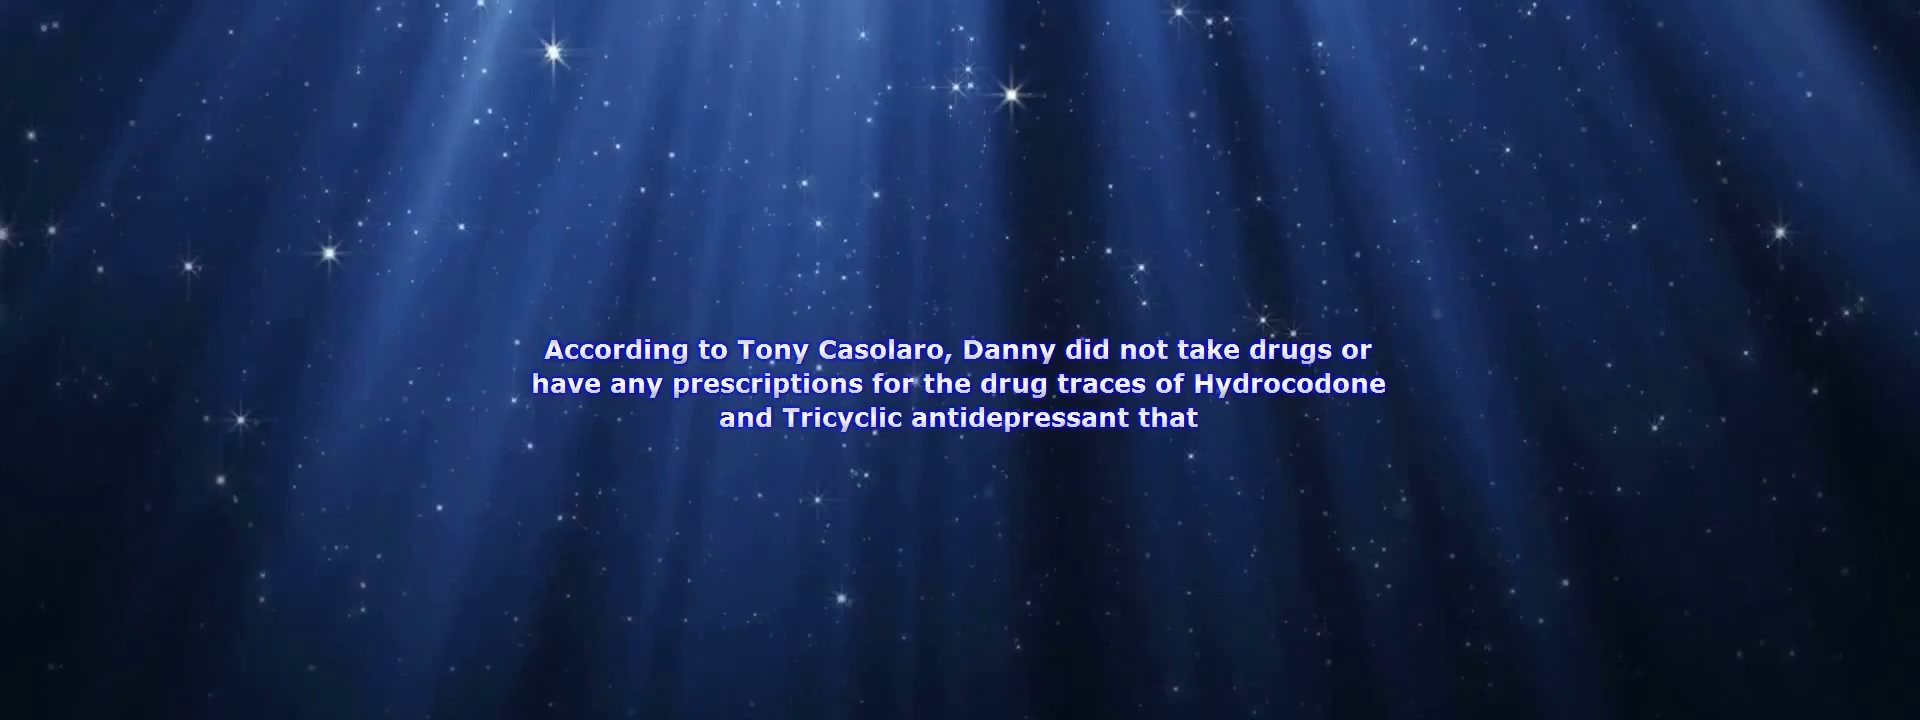 According to Tony Casolaro, Danny did not take drugs or
have any prescriptions for the drug traces of Hydrocodone
and Tricyclic antidepressant that